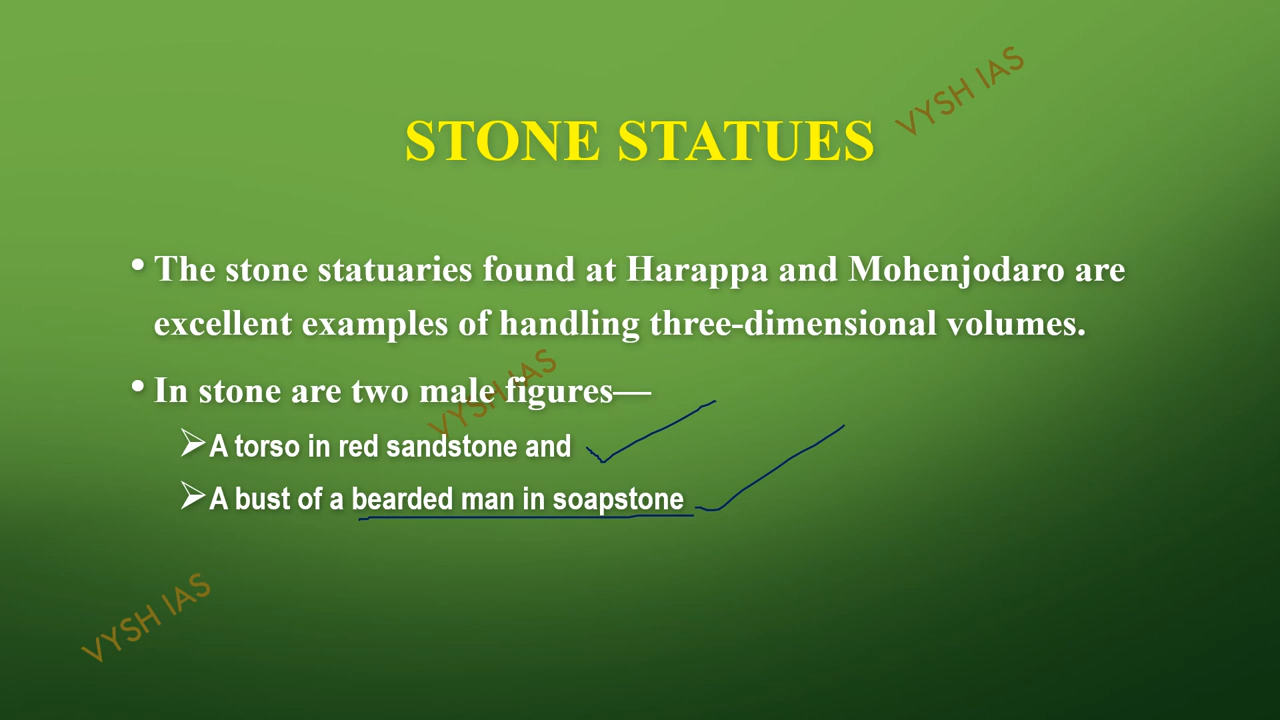 VYSH IAS
STONE STATUES
• The stone statuaries found at Harappa and Mohenjodaro are
excellent examples of handling three-dimensional volumes.
• In stone are two male figures—
VYSH IAS
➢A torso in red sandstone and
➢A bust of a bearded man in soapstone
VYSH IAS